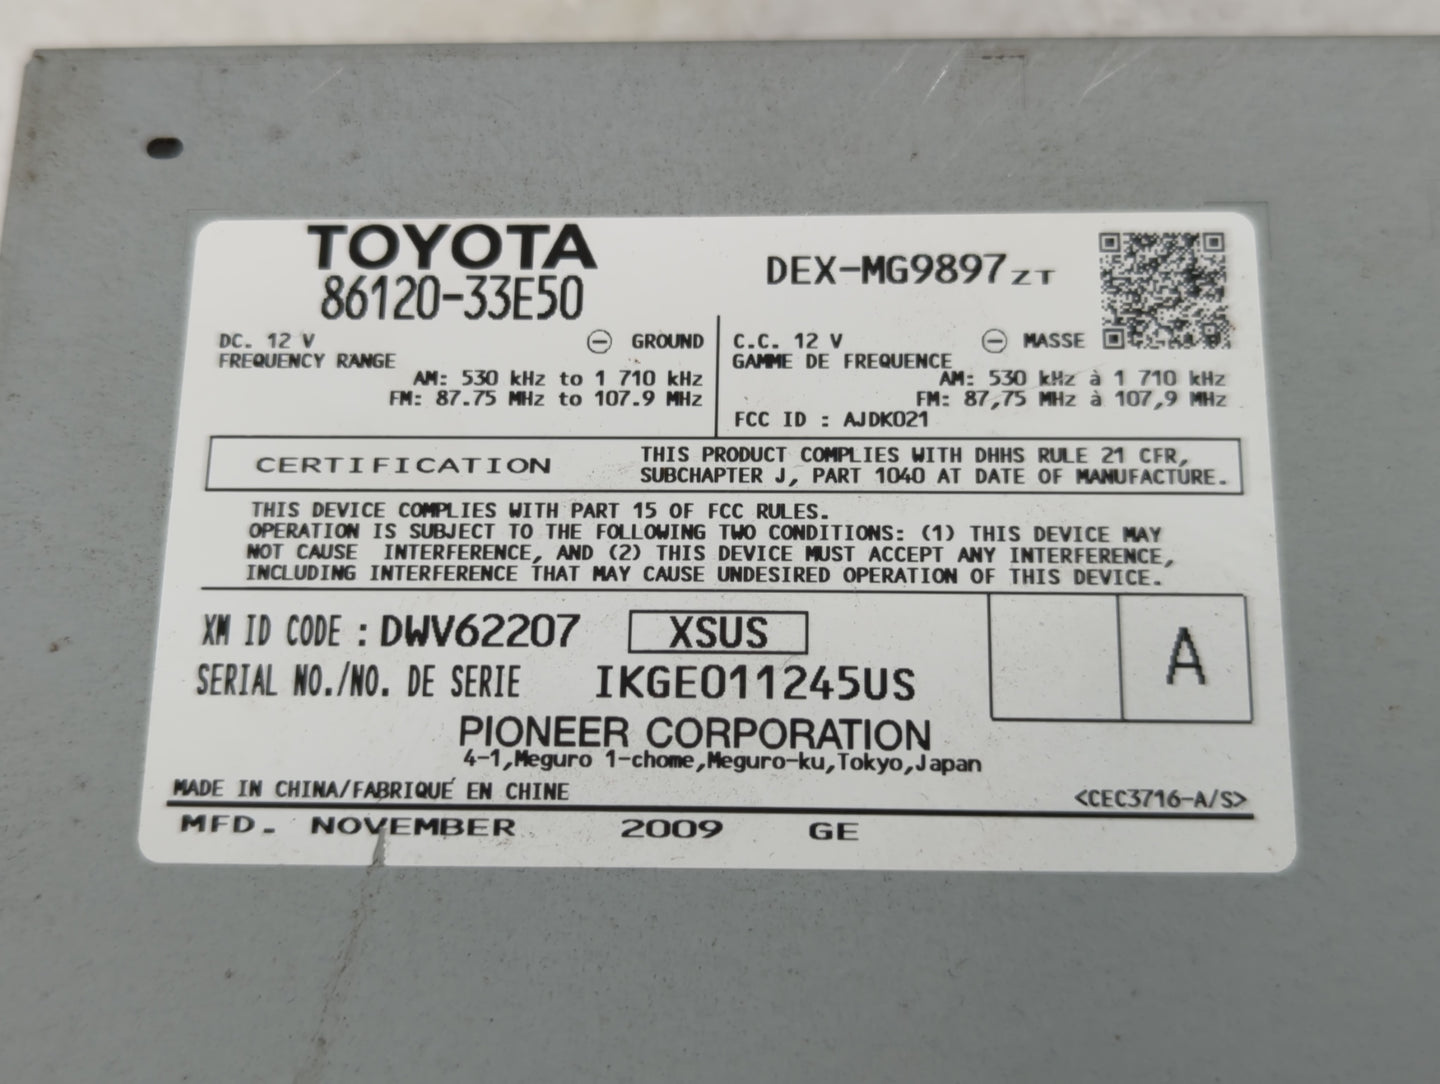 TOYOTA
86120-33E50
DEX-MG9897ZT
DC. 12 V ⊖ GROUND
FREQUENCY RANGE
AM: 530 kHz to 1 710 kHz
FM: 87.75 MHz to 107.9 MHz
C.C. 12 V ⊖ MASSE
GAMME DE FREQUENCE
AM: 530 kHz à 1 710 kHz
FM: 87,75 MHz à 107,9 MHz
FCC ID : AJDK021
CERTIFICATION
THIS PRODUCT COMPLIES WITH DHHS RULE 21 CFR,
SUBCHAPTER J, PART 1040 AT DATE OF MANUFACTURE.
THIS DEVICE COMPLIES WITH PART 15 OF FCC RULES.
OPERATION IS SUBJECT TO THE FOLLOWING TWO CONDITIONS: (1) THIS DEVICE MAY
NOT CAUSE INTERFERENCE, AND (2) THIS DEVICE MUST ACCEPT ANY INTERFERENCE,
INCLUDING INTERFERENCE THAT MAY CAUSE UNDESIRED OPERATION OF THIS DEVICE.
XM ID CODE : DWV62207 XSUS
A
SERIAL NO./NO. DE SERIE IKGE011245US
PIONEER CORPORATION
4-1,Meguro 1-chome,Meguro-ku,Tokyo,Japan
MADE IN CHINA/FABRIQUÉ EN CHINE <CEC3716-A/S>
MFD. NOVEMBER 2009 GE